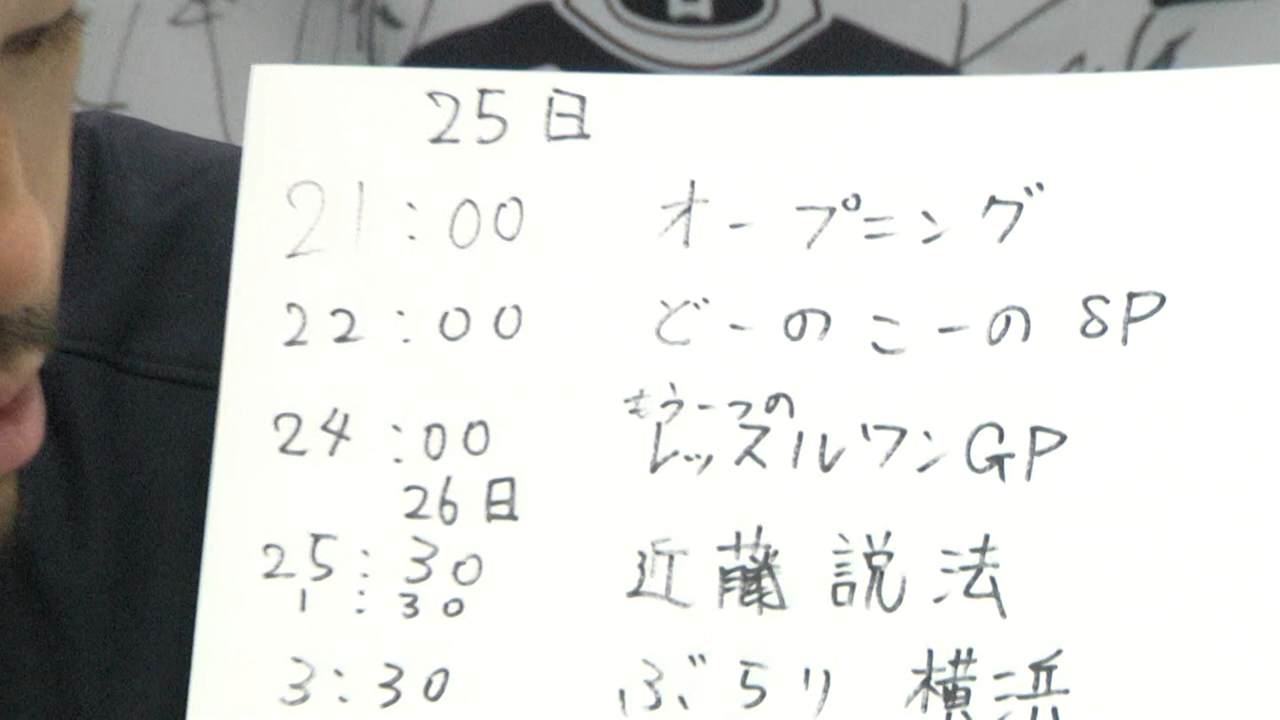 25日
21:00 オープニング
22:00 どーのこーの SP
もう一つの
24:00 レッスルワンGP
26日
25:30 近藤説法
1:30
3:30 ぶらり 横浜